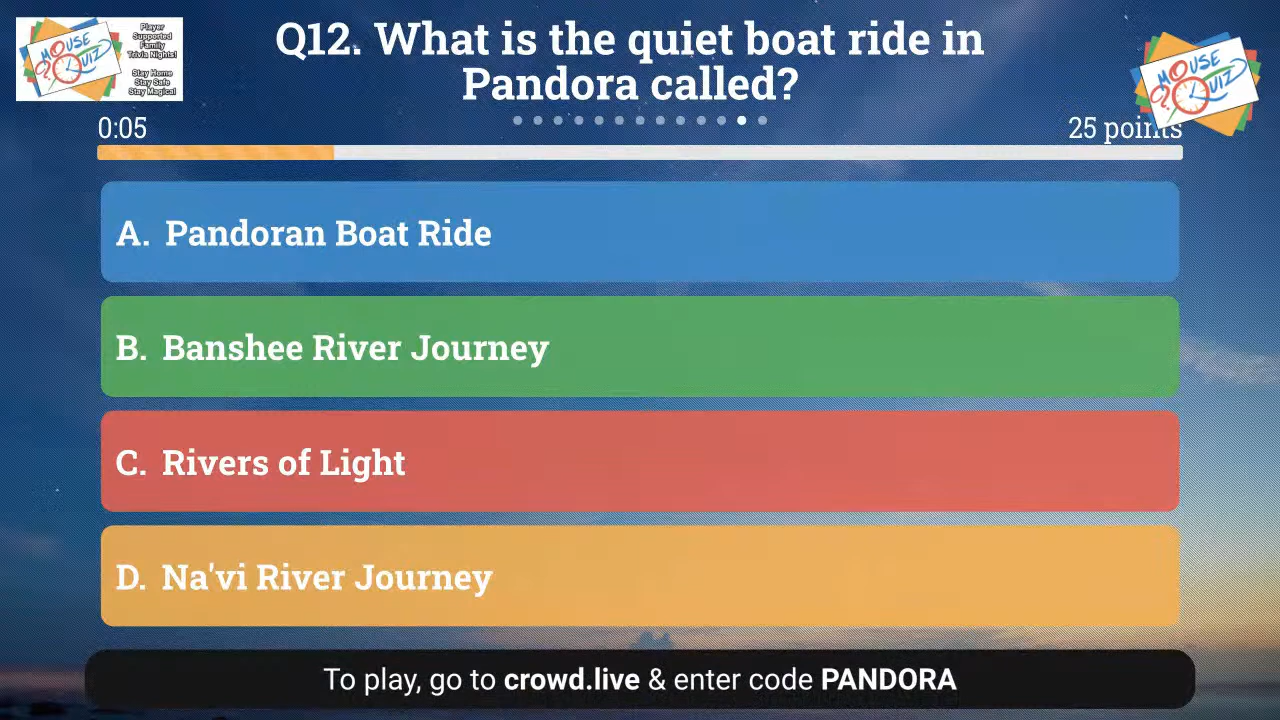 MOUSE
QUIZ
Player
Supported
Family
Trivia Nights!
Stay Home
Stay Safe
Stay Magical
Q12. What is the quiet boat ride in
Pandora called?
MOUSE
QUIZ
0:05
25 points
A. Pandoran Boat Ride
B. Banshee River Journey
C. Rivers of Light
D. Na'vi River Journey
To play, go to crowd.live & enter code PANDORA